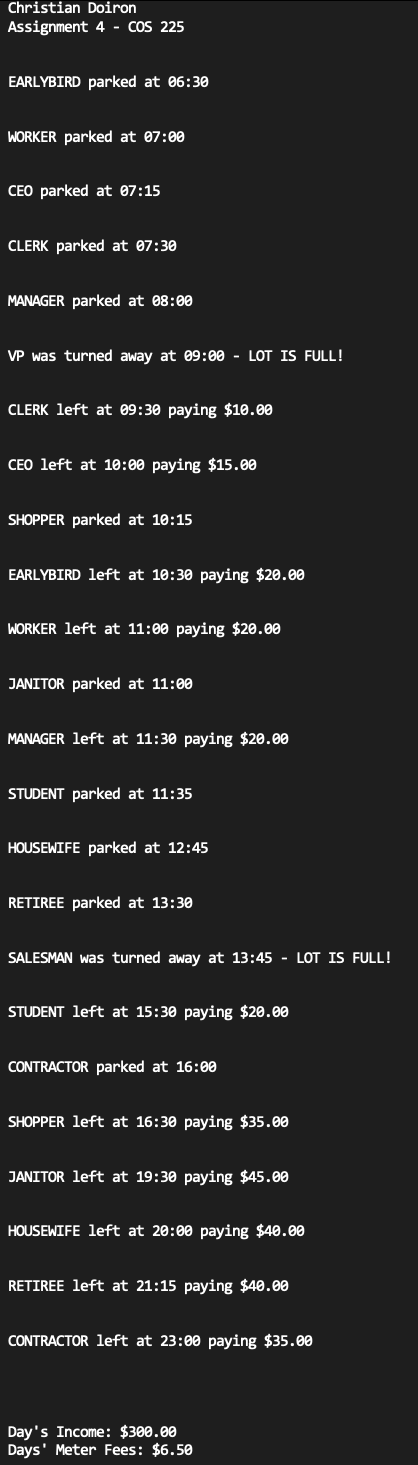 Christian Doiron
Assignment 4 - COS 225
EARLYBIRD parked at 06:30
WORKER parked at 07:00
CEO parked at 07:15
CLERK parked at 07:30
MANAGER parked at 08:00
VP was turned away at 09:00 - LOT IS FULL!
CLERK left at 09:30 paying $10.00
CEO left at 10:00 paying $15.00
SHOPPER parked at 10:15
EARLYBIRD left at 10:30 paying $20.00
WORKER left at 11:00 paying $20.00
JANITOR parked at 11:00
MANAGER left at 11:30 paying $20.00
STUDENT parked at 11:35
HOUSEWIFE parked at 12:45
RETIREE parked at 13:30
SALESMAN was turned away at 13:45 - LOT IS FULL!
STUDENT left at 15:30 paying $20.00
CONTRACTOR parked at 16:00
SHOPPER left at 16:30 paying $35.00
JANITOR left at 19:30 paying $45.00
HOUSEWIFE left at 20:00 paying $40.00
RETIREE left at 21:15 paying $40.00
CONTRACTOR left at 23:00 paying $35.00
Day's Income: $300.00
Days' Meter Fees: $6.50